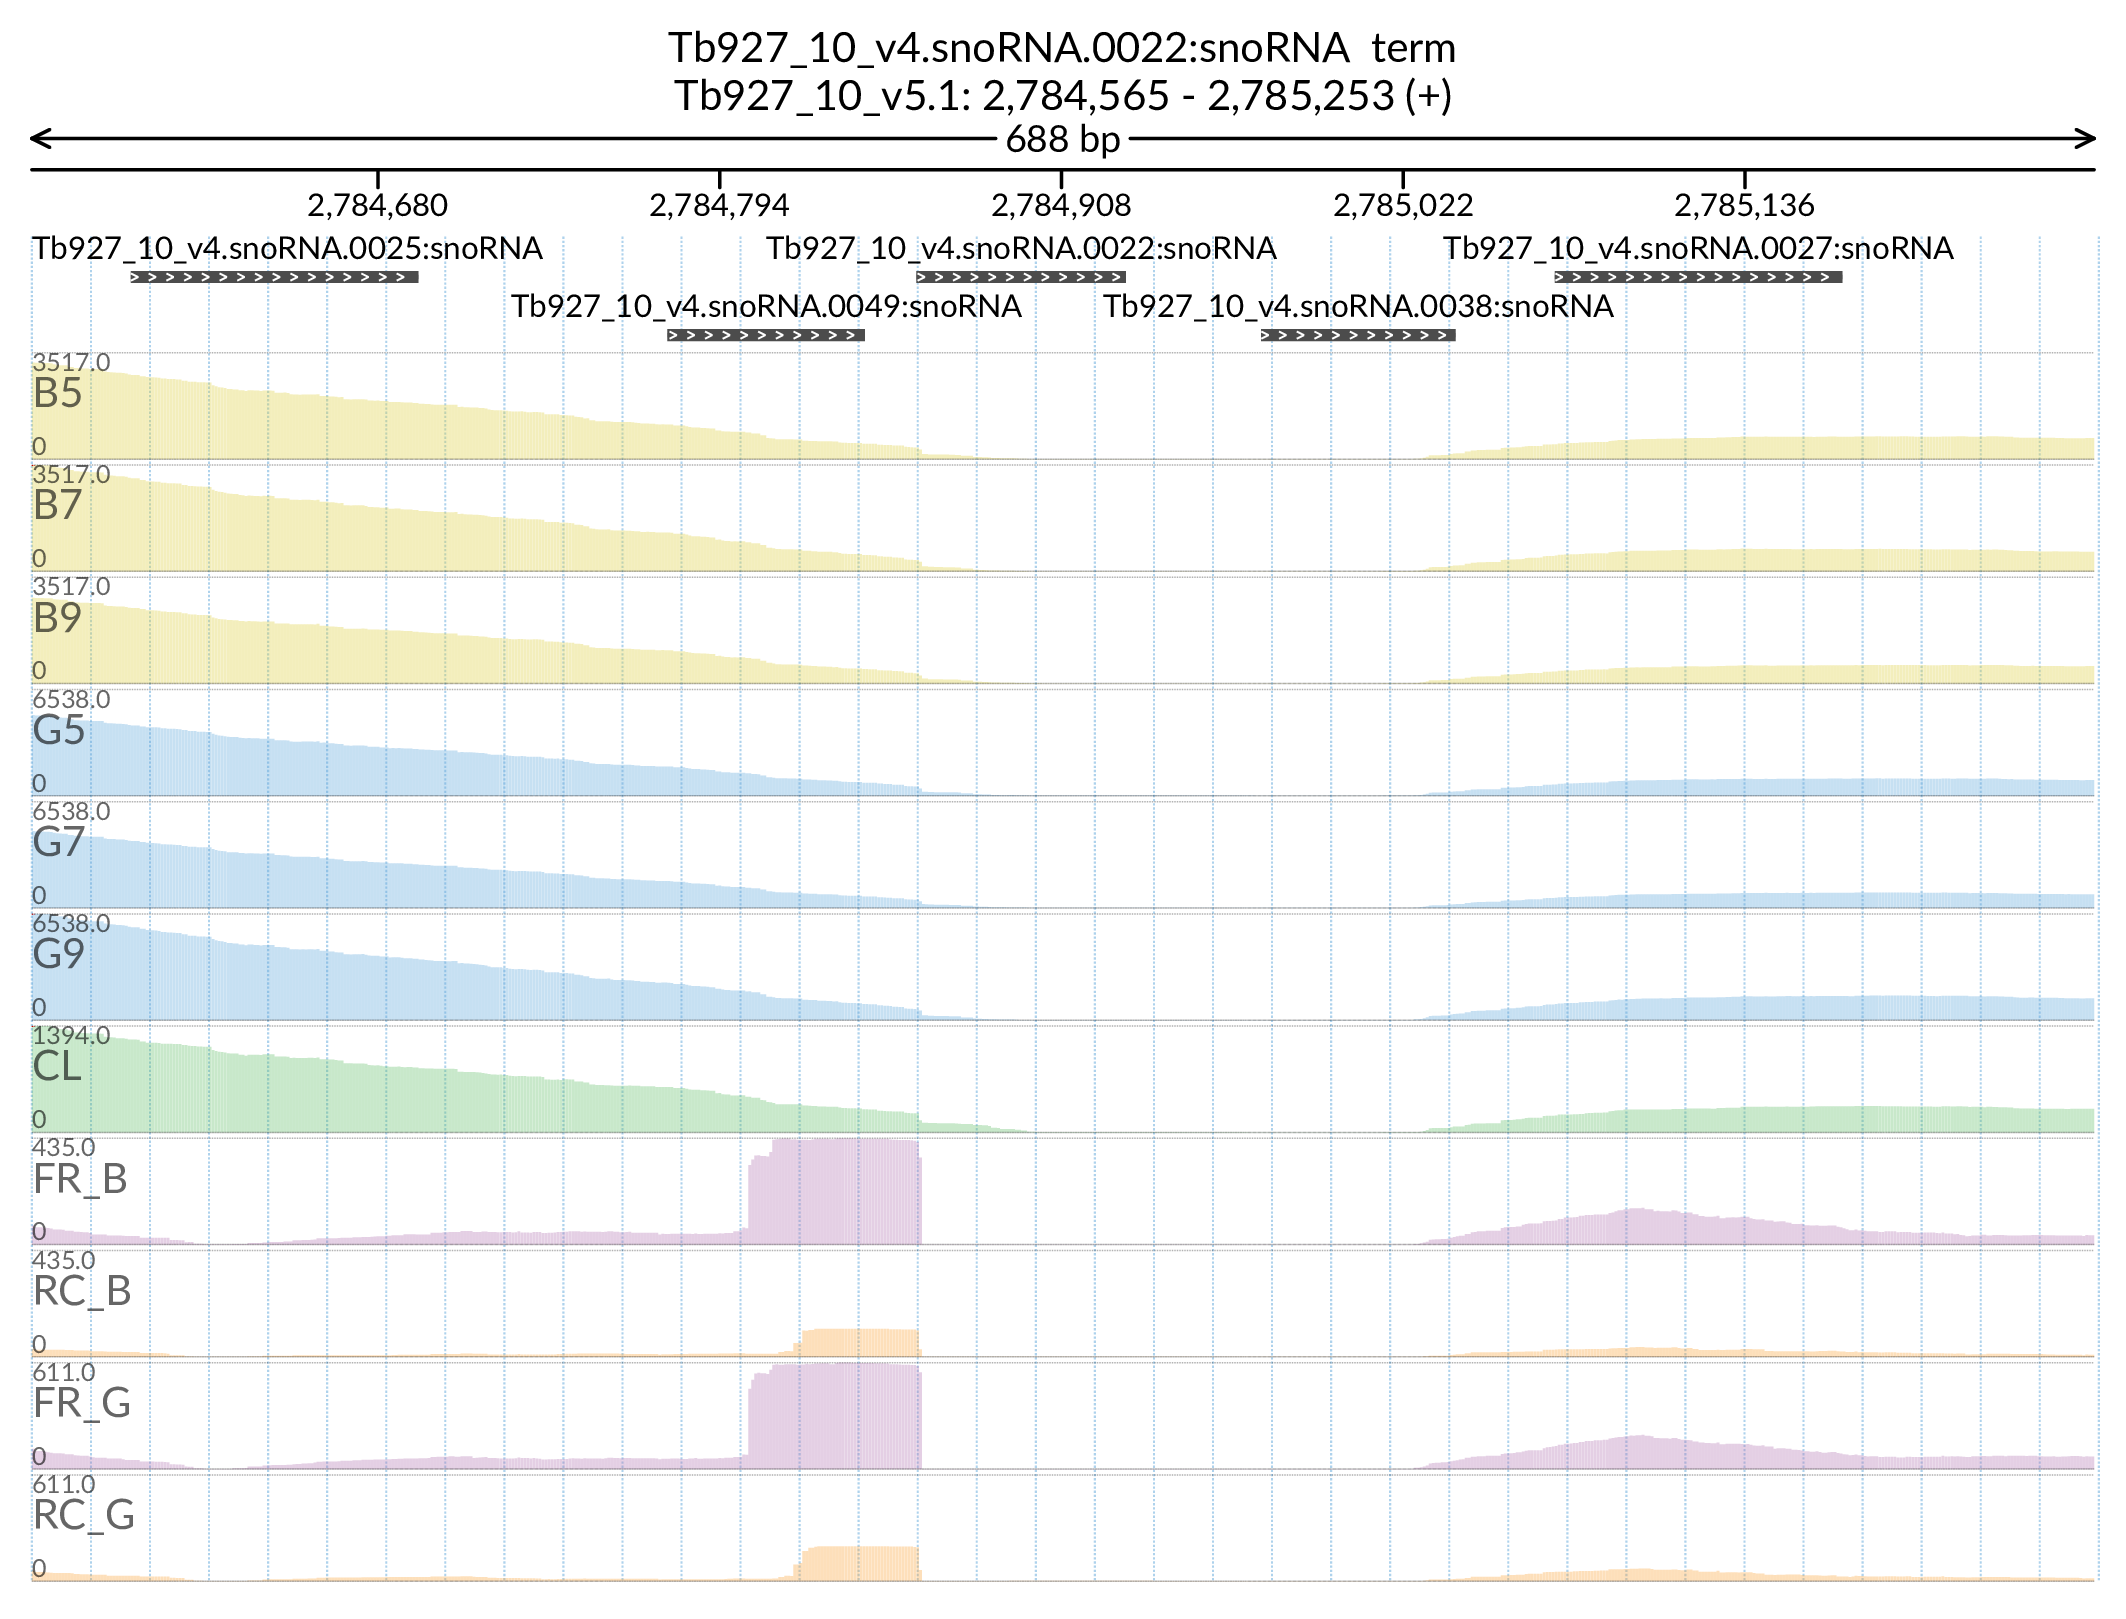 Tb927_10_v4.snoRNA.0022:snoRNA term
Tb927_10_v5.1: 2,784,565 - 2,785,253 (+)
688 bp
2,784,680 2,784,794 2,784,908 2,785,022 2,785,136
Tb927_10_v4.snoRNA.0025:snoRNA Tb927_10_v4.snoRNA.0022:snoRNA Tb927_10_v4.snoRNA.0027:snoRNA
Tb927_10_v4.snoRNA.0049:snoRNA Tb927_10_v4.snoRNA.0038:snoRNA
3517.0
B5
0
3517.0
B7
0
3517.0
B9
0
6538.0
G5
0
6538.0
G7
0
6538.0
G9
0
1394.0
CL
0
435.0
FR_B
0
435.0
RC_B
0
611.0
FR_G
0
611.0
RC_G
0